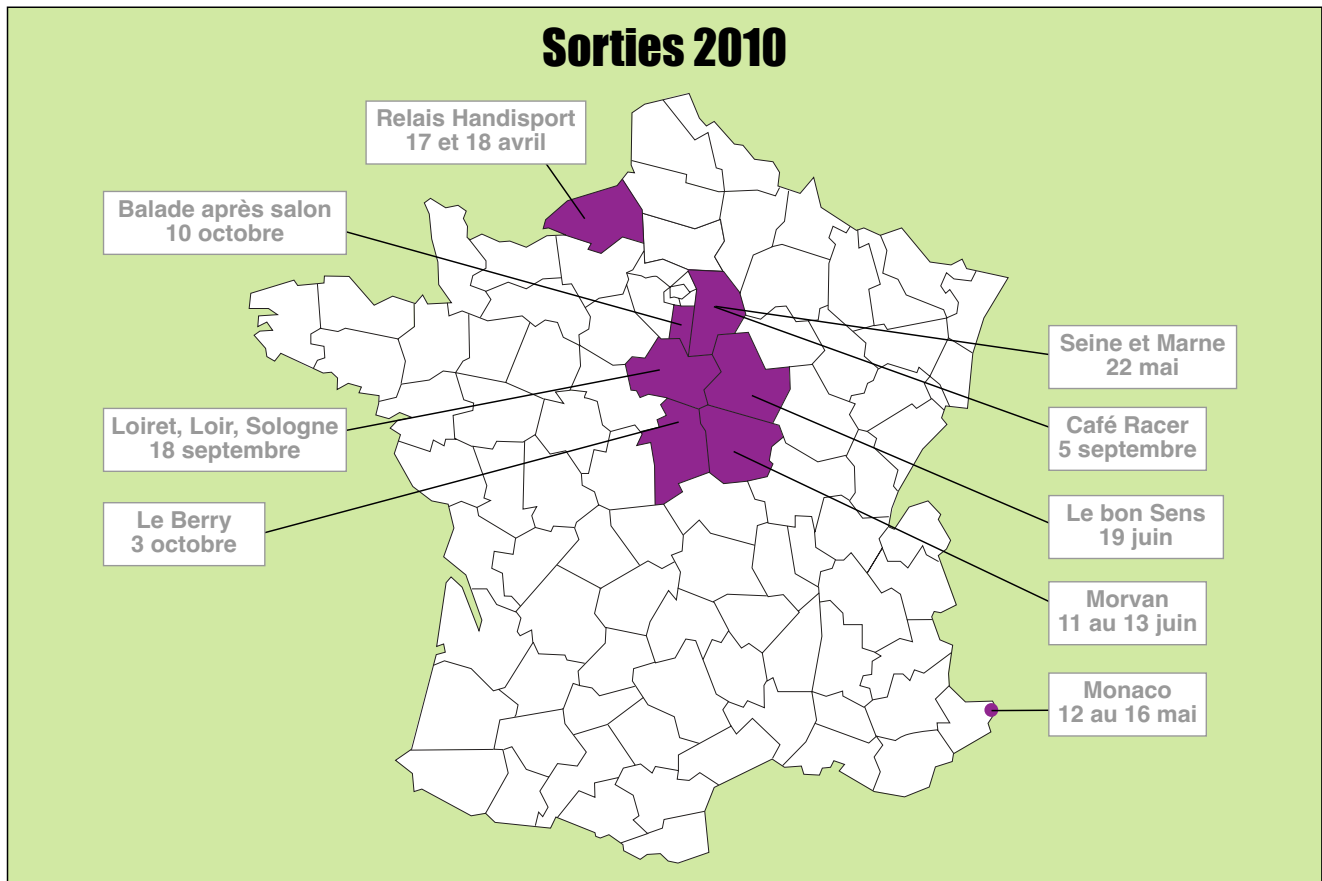 Sorties 2010
Relais Handisport
17 et 18 avril
Balade après salon
10 octobre
Loiret, Loir, Sologne
18 septembre
Le Berry
3 octobre
Seine et Marne
22 mai
Café Racer
5 septembre
Le bon Sens
19 juin
Morvan
11 au 13 juin
Monaco
12 au 16 mai